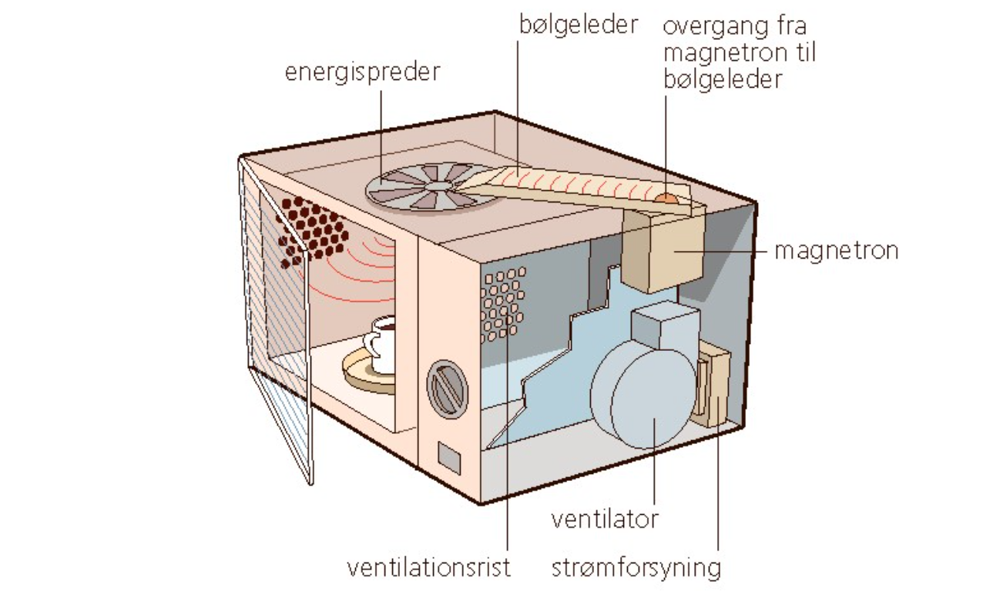 bølgeleder
overgang fra
magnetron til
bølgeleder
energispreder
magnetron
ventilator
ventilationsrist
strømforsyning